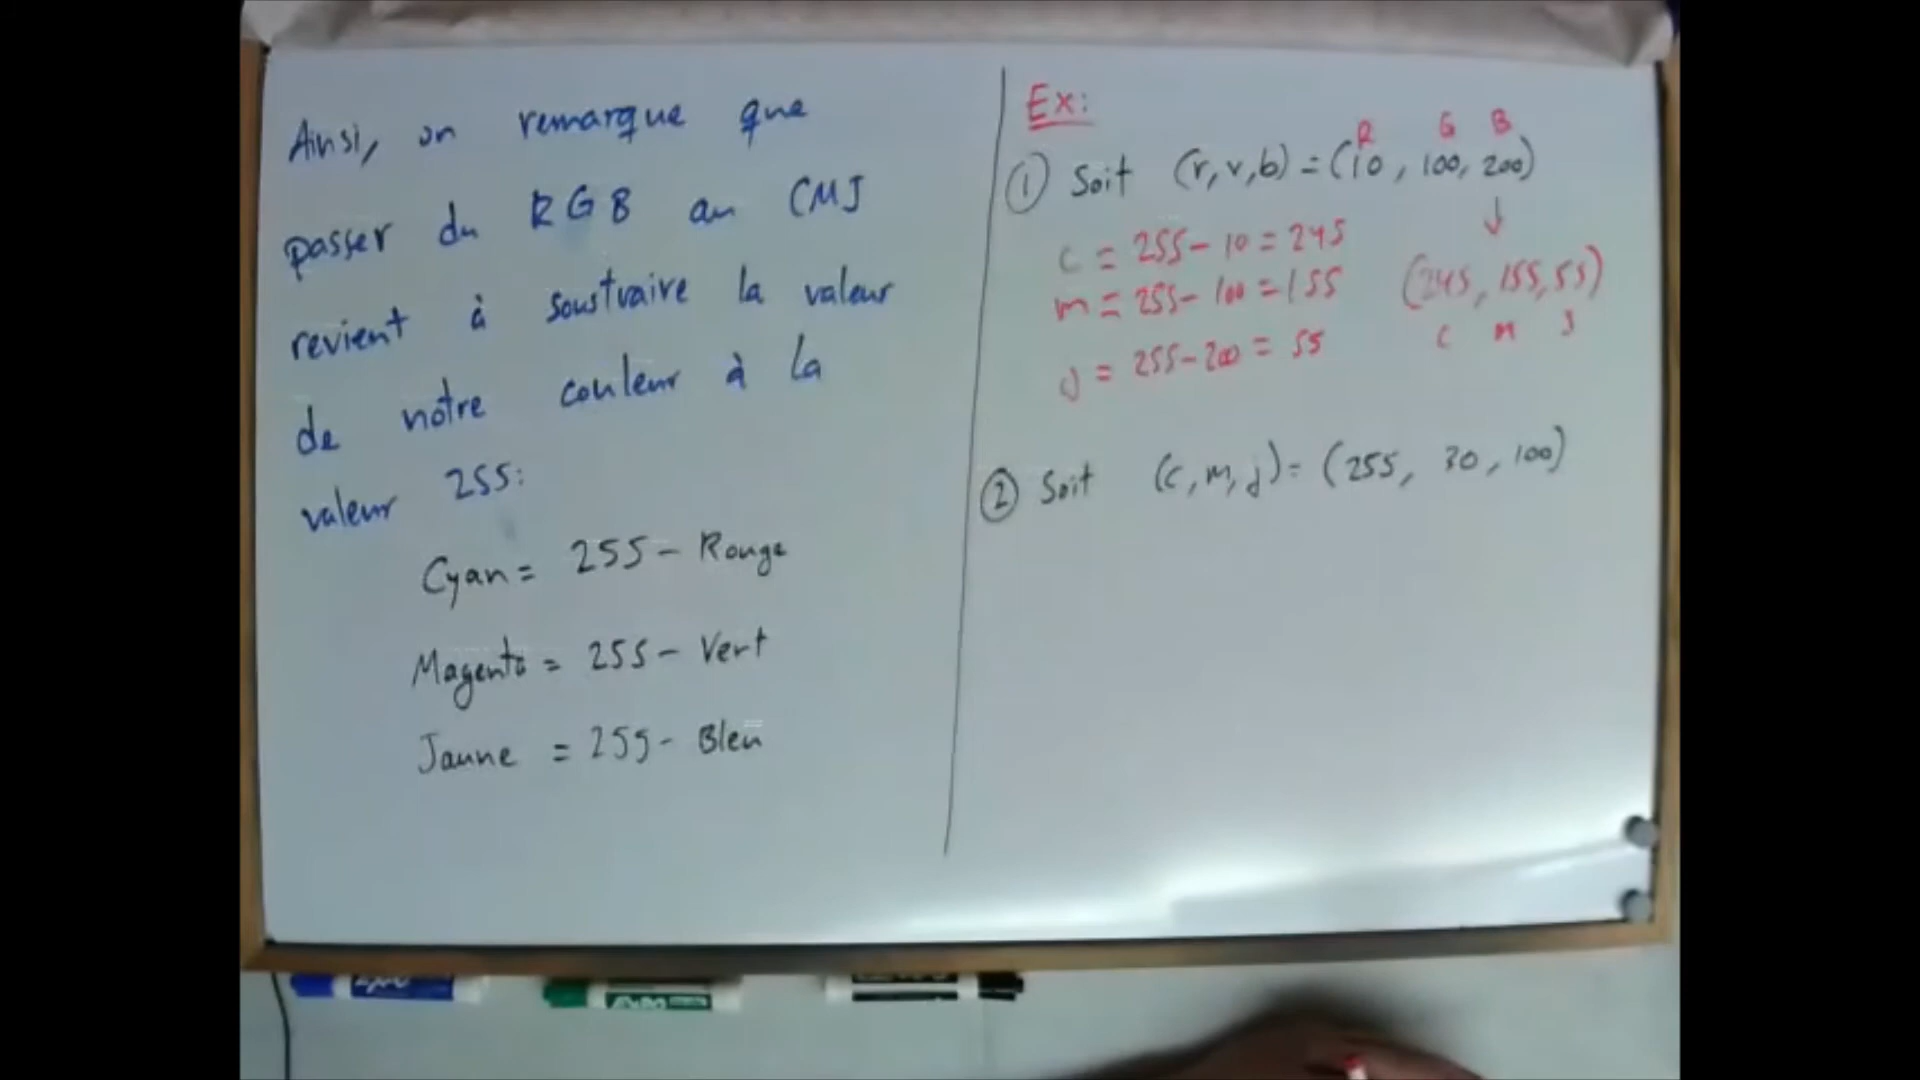 Ainsi, on remarque que
passer du RGB au CMJ
revient à soustraire la valeur
de notre couleur à la
valeur 255:
Cyan = 255 - Rouge
Magenta = 255 - Vert
Jaune = 255 - Bleu
Ex:
R G B
① Soit (r,v,b) = (10, 100, 200)
c = 255 - 10 = 245
m = 255 - 100 = 155
(245, 155, 55)
C M J
j = 255 - 200 = 55
② Soit (c,m,j) = (255, 30, 100)